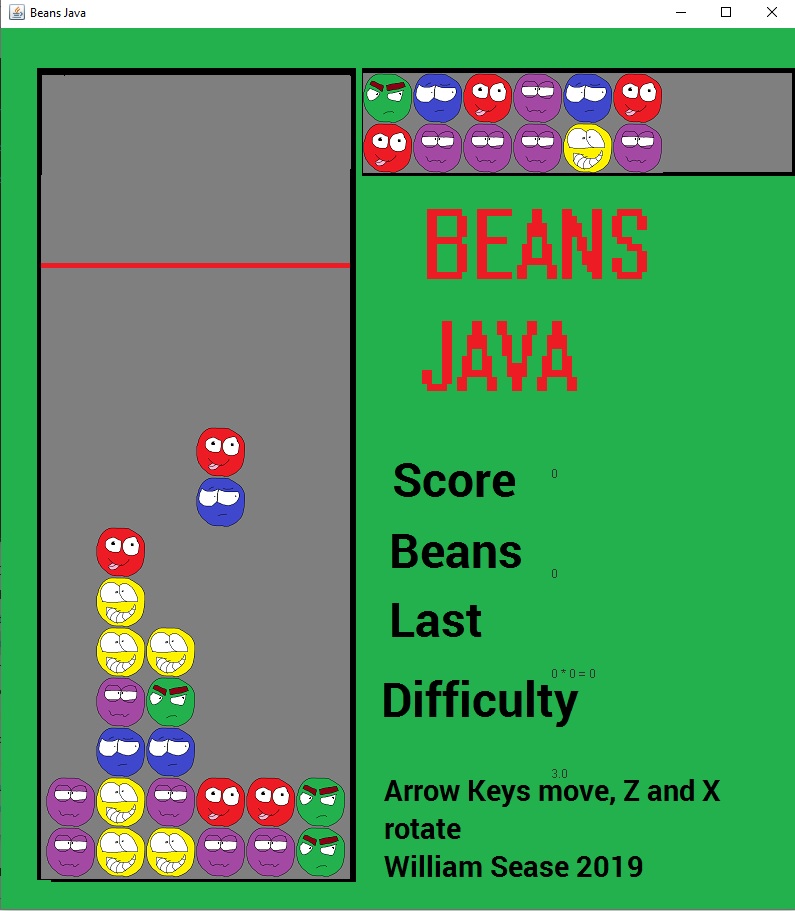 Beans Java
BEANS
JAVA
Score 0
Beans 0
Last 0 * 0 = 0
Difficulty 3.0
Arrow Keys move, Z and X
rotate
William Sease 2019